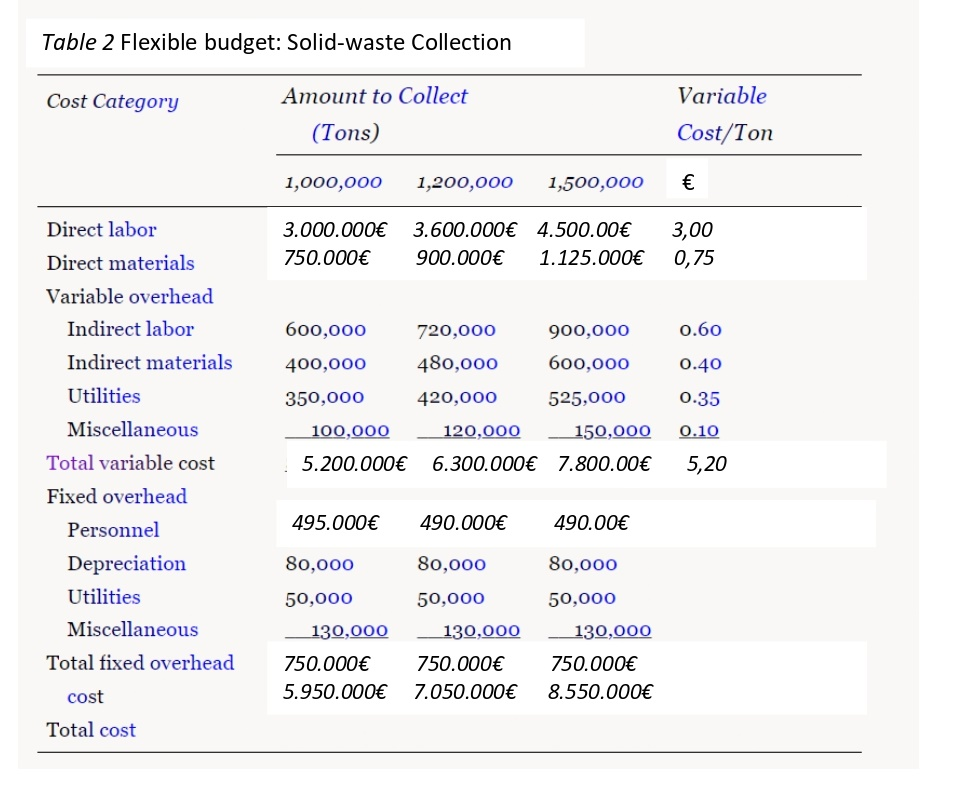 Table 2 Flexible budget: Solid-waste Collection
Cost Category Amount to Collect Variable
(Tons) Cost/Ton
1,000,000 1,200,000 1,500,000 €
Direct labor 3.000.000€ 3.600.000€ 4.500.00€ 3,00
Direct materials 750.000€ 900.000€ 1.125.000€ 0,75
Variable overhead
Indirect labor 600,000 720,000 900,000 0.60
Indirect materials 400,000 480,000 600,000 0.40
Utilities 350,000 420,000 525,000 0.35
Miscellaneous 100,000 120,000 150,000 0.10
Total variable cost 5.200.000€ 6.300.000€ 7.800.00€ 5,20
Fixed overhead
Personnel 495.000€ 490.000€ 490.00€
Depreciation 80,000 80,000 80,000
Utilities 50,000 50,000 50,000
Miscellaneous 130,000 130,000 130,000
Total fixed overhead 750.000€ 750.000€ 750.000€
cost 5.950.000€ 7.050.000€ 8.550.000€
Total cost